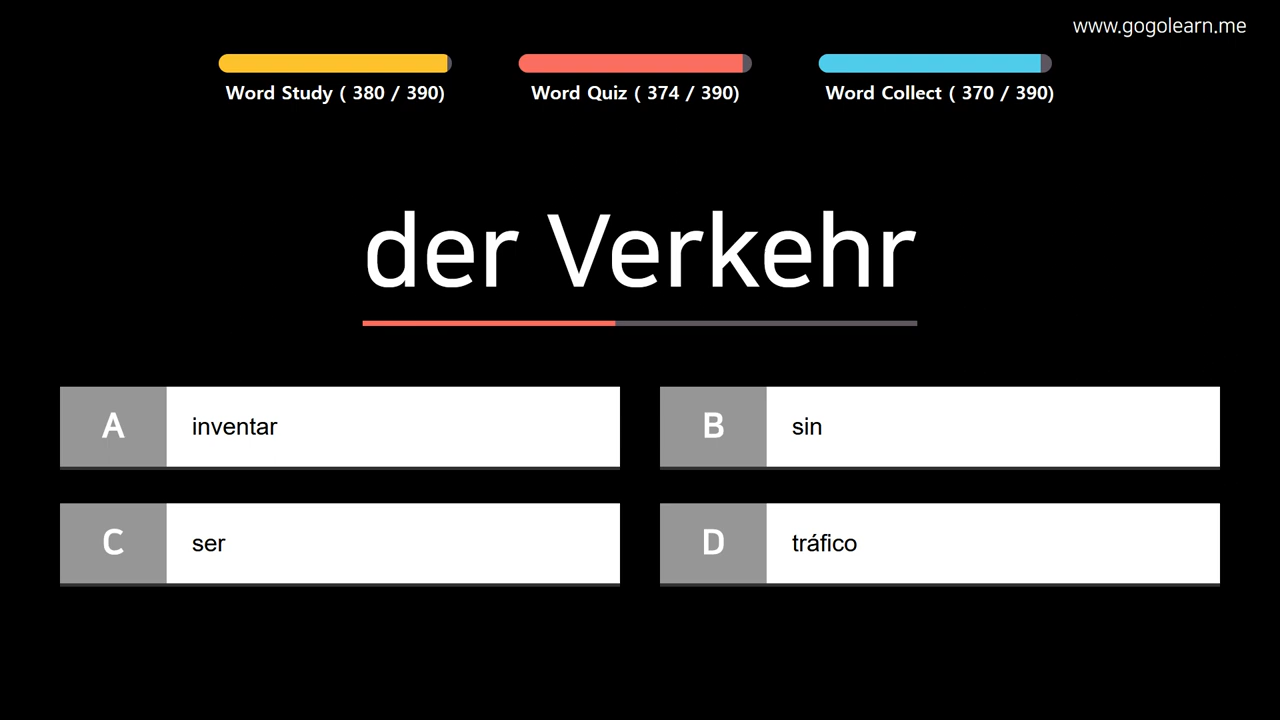 www.gogolearn.me
Word Study ( 380 / 390)
Word Quiz ( 374 / 390)
Word Collect ( 370 / 390)
der Verkehr
A
inventar
B
sin
C
ser
D
tráfico